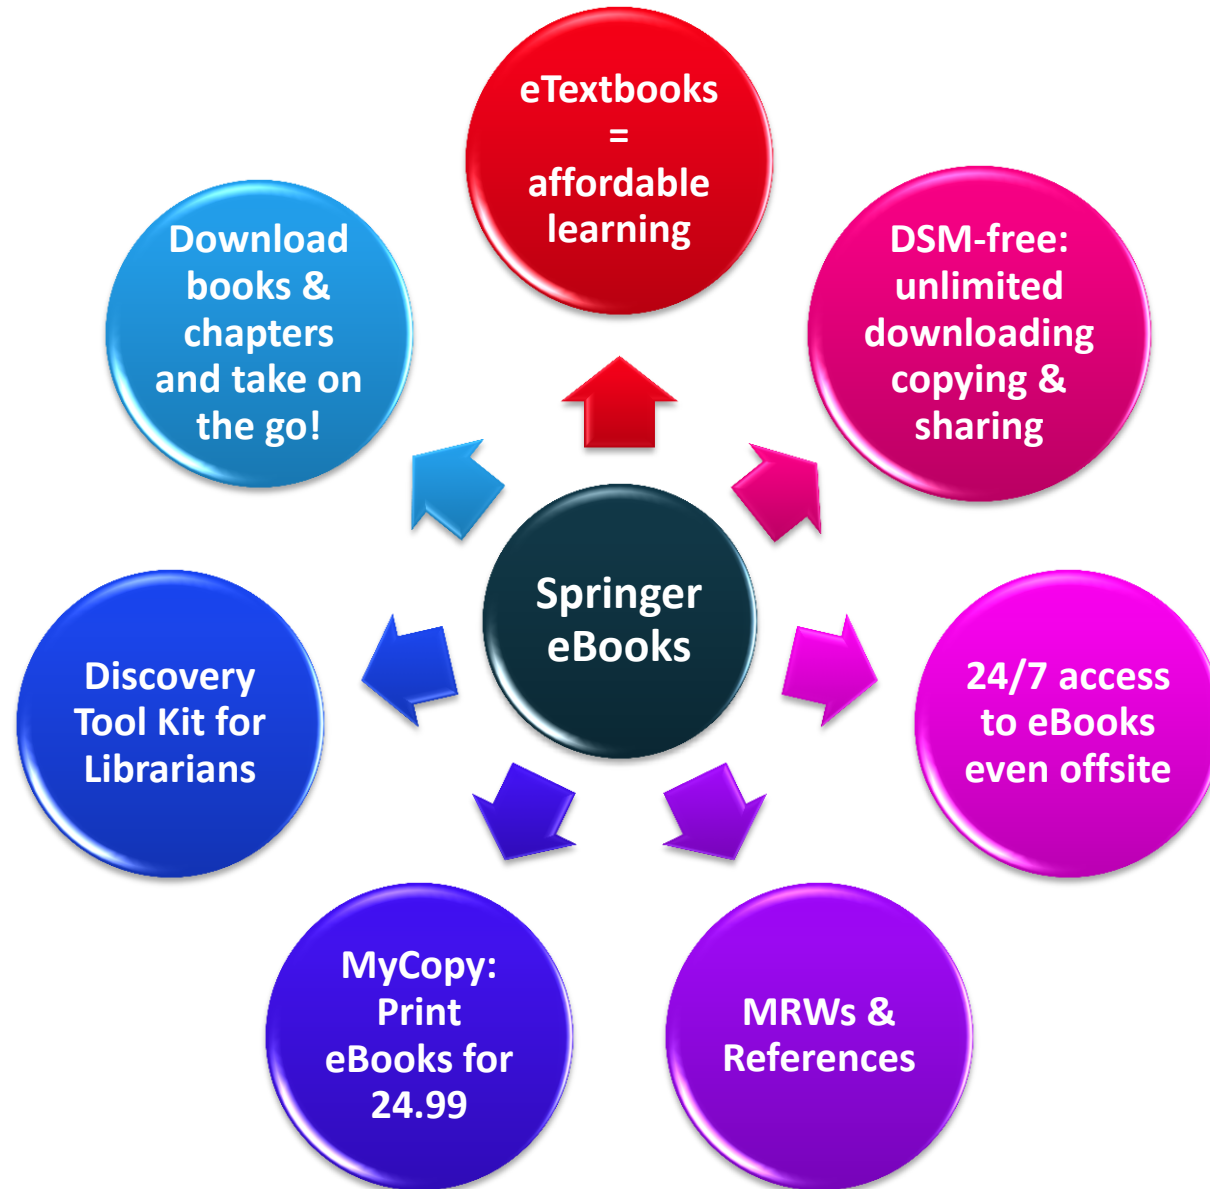 eTextbooks
=
affordable
learning
DSM-free:
unlimited
downloading
copying &
sharing
24/7 access
to eBooks
even offsite
MRWs &
References
MyCopy:
Print
eBooks for
24.99
Discovery
Tool Kit for
Librarians
Download
books &
chapters
and take on
the go!
Springer
eBooks